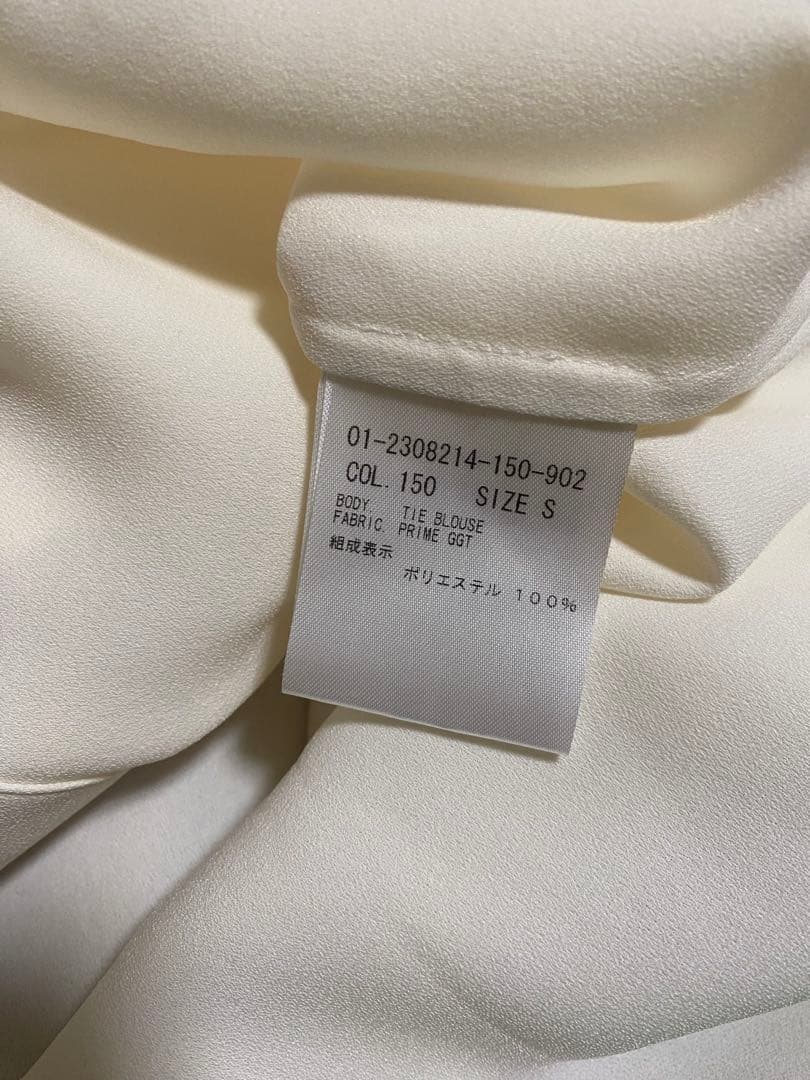 01-2308214-150-902
COL. 150 SIZE S
BODY. TIE BLOUSE
FABRIC. PRIME GGT
組成表示
ポリエステル 100%